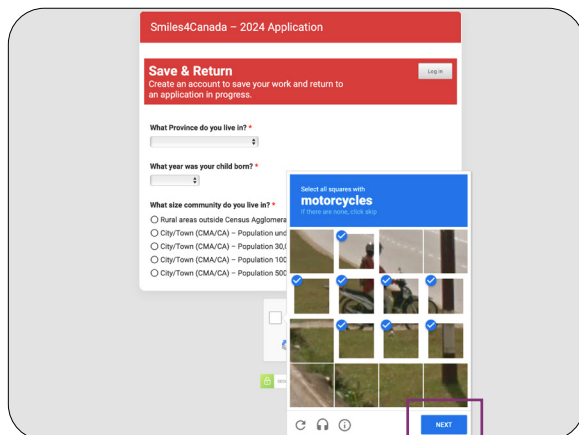 Smiles4Canada – 2024 Application
Save & Return
Create an account to save your work and return to
an application in progress.
Log in
What Province do you live in? *
What year was your child born? *
What size community do you live in? *
Rural areas outside Census Agglomera
City/Town (CMA/CA) – Population und
City/Town (CMA/CA) – Population 30,0
City/Town (CMA/CA) – Population 100
City/Town (CMA/CA) – Population 500
Select all squares with
motorcycles
If there are none, click skip
NEXT